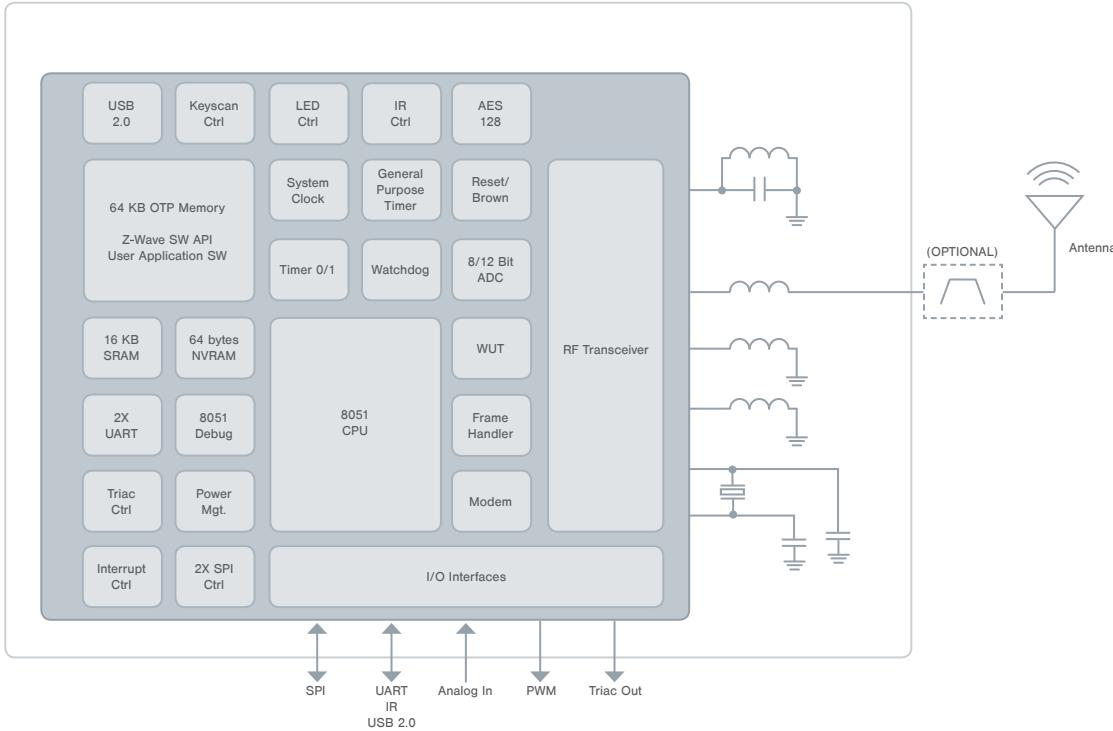 USB
2.0
Keyscan
Ctrl
LED
Ctrl
IR
Ctrl
AES
128
64 KB OTP Memory
Z-Wave SW API
User Application SW
System
Clock
General
Purpose
Timer
Reset/
Brown
Timer 0/1
Watchdog
8/12 Bit
ADC
RF Transceiver
(OPTIONAL)
Antenna
16 KB
SRAM
64 bytes
NVRAM
8051
CPU
WUT
2X
UART
8051
Debug
Frame
Handler
Triac
Ctrl
Power
Mgt.
Modem
Interrupt
Ctrl
2X SPI
Ctrl
I/O Interfaces
SPI
UART
IR
USB 2.0
Analog In
PWM
Triac Out